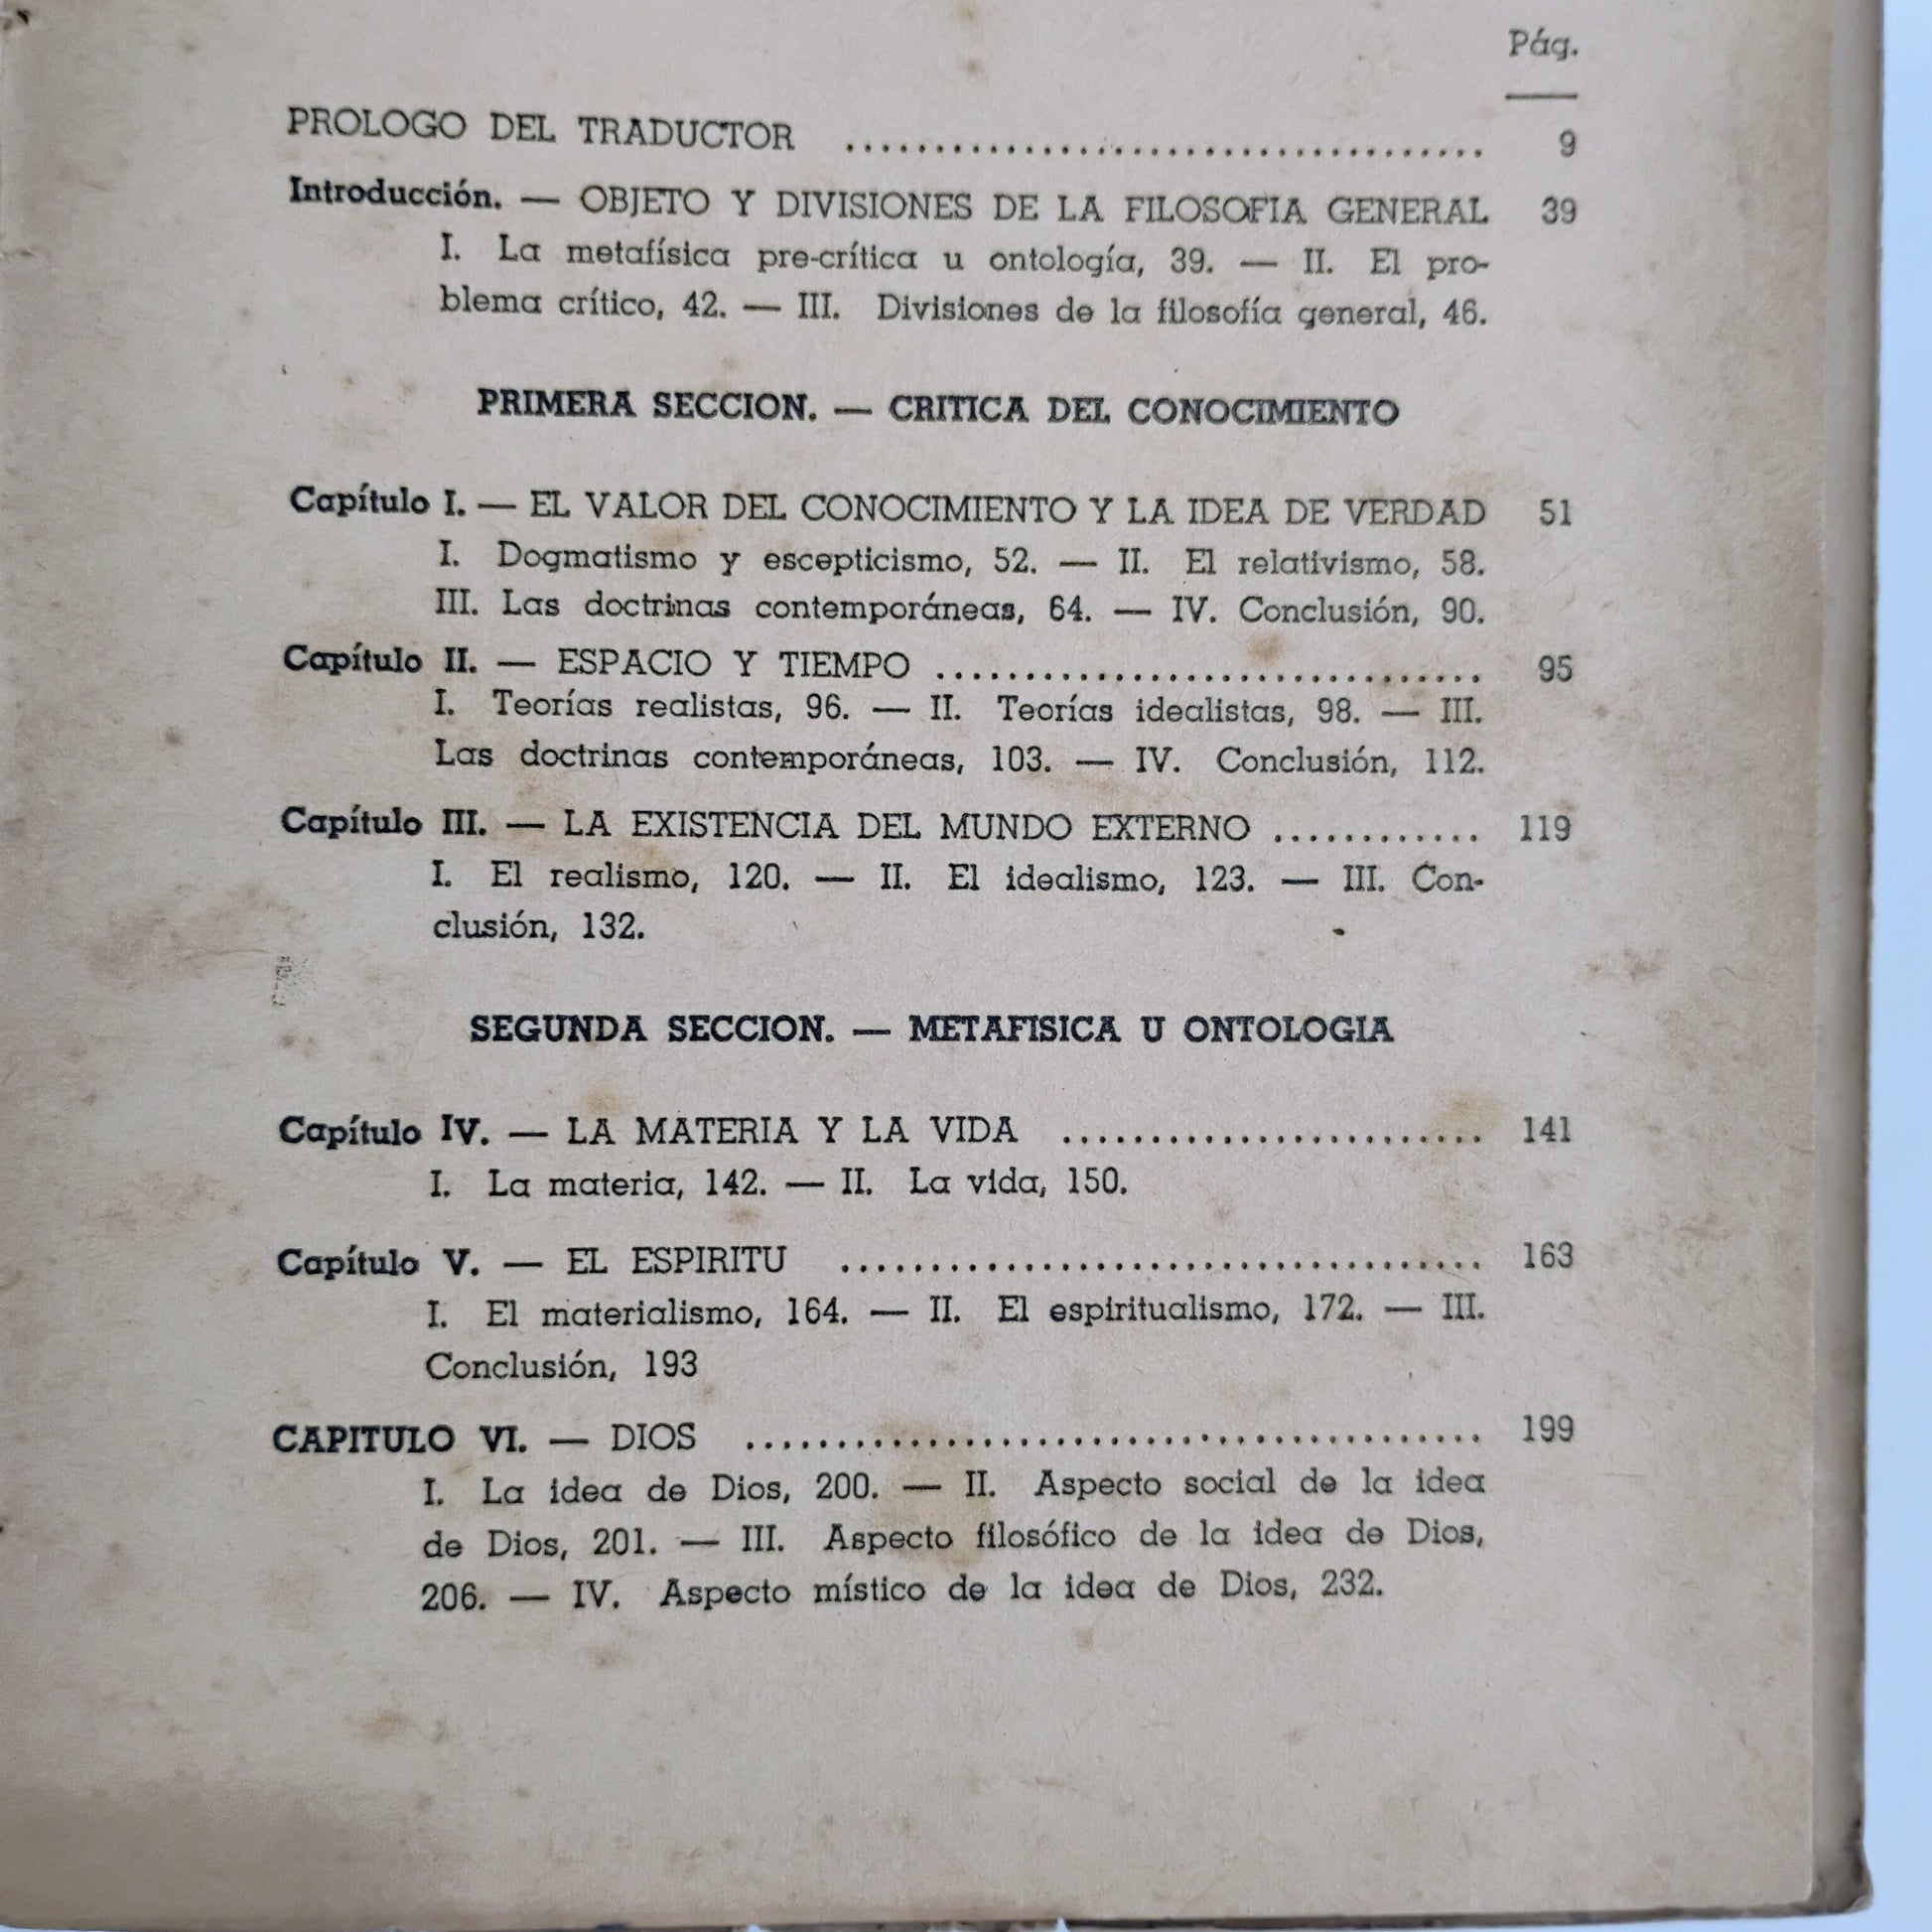 Pág.
PROLOGO DEL TRADUCTOR .................................... 9
Introducción. — OBJETO Y DIVISIONES DE LA FILOSOFIA GENERAL 39
I. La metafísica pre-crítica u ontología, 39. — II. El pro-
blema crítico, 42. — III. Divisiones de la filosofía general, 46.
PRIMERA SECCION. — CRITICA DEL CONOCIMIENTO
Capítulo I. — EL VALOR DEL CONOCIMIENTO Y LA IDEA DE VERDAD 51
I. Dogmatismo y escepticismo, 52. — II. El relativismo, 58.
III. Las doctrinas contemporáneas, 64. — IV. Conclusión, 90.
Capítulo II. — ESPACIO Y TIEMPO ............................... 95
I. Teorías realistas, 96. — II. Teorías idealistas, 98. — III.
Las doctrinas contemporáneas, 103. — IV. Conclusión, 112.
Capítulo III. — LA EXISTENCIA DEL MUNDO EXTERNO ............ 119
I. El realismo, 120. — II. El idealismo, 123. — III. Con-
clusión, 132.
SEGUNDA SECCION. — METAFISICA U ONTOLOGIA
Capítulo IV. — LA MATERIA Y LA VIDA ........................ 141
I. La materia, 142. — II. La vida, 150.
Capítulo V. — EL ESPIRITU .................................... 163
I. El materialismo, 164. — II. El espiritualismo, 172. — III.
Conclusión, 193
CAPITULO VI. — DIOS ......................................... 199
I. La idea de Dios, 200. — II. Aspecto social de la idea
de Dios, 201. — III. Aspecto filosófico de la idea de Dios,
206. — IV. Aspecto místico de la idea de Dios, 232.